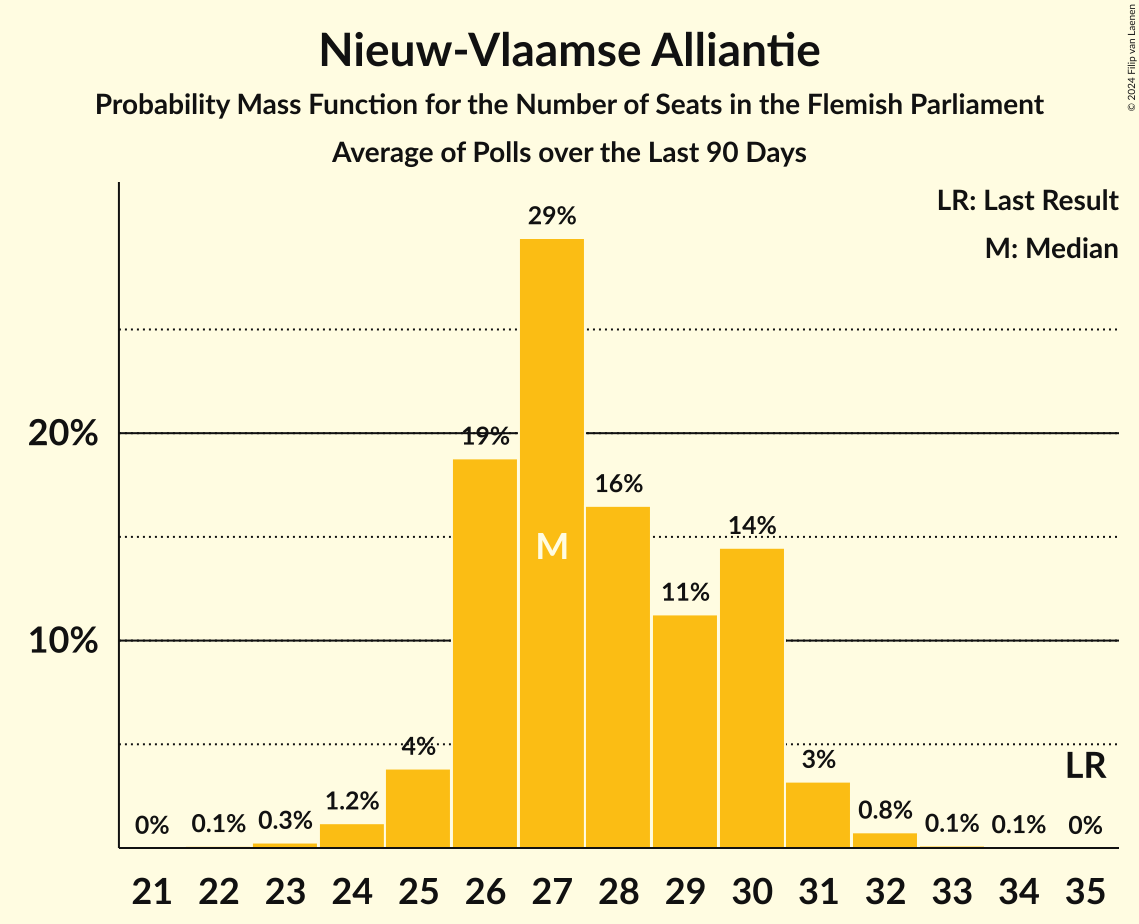 Nieuw-Vlaamse Alliantie
Probability Mass Function for the Number of Seats in the Flemish Parliament
Average of Polls over the Last 90 Days
© 2024 Filip van Laenen
LR: Last Result
M: Median
20%
10%
0%
0.1%
0.3%
1.2%
4%
19%
29%
16%
11%
14%
3%
0.8%
0.1%
0.1%
0%
M
LR
21 22 23 24 25 26 27 28 29 30 31 32 33 34 35